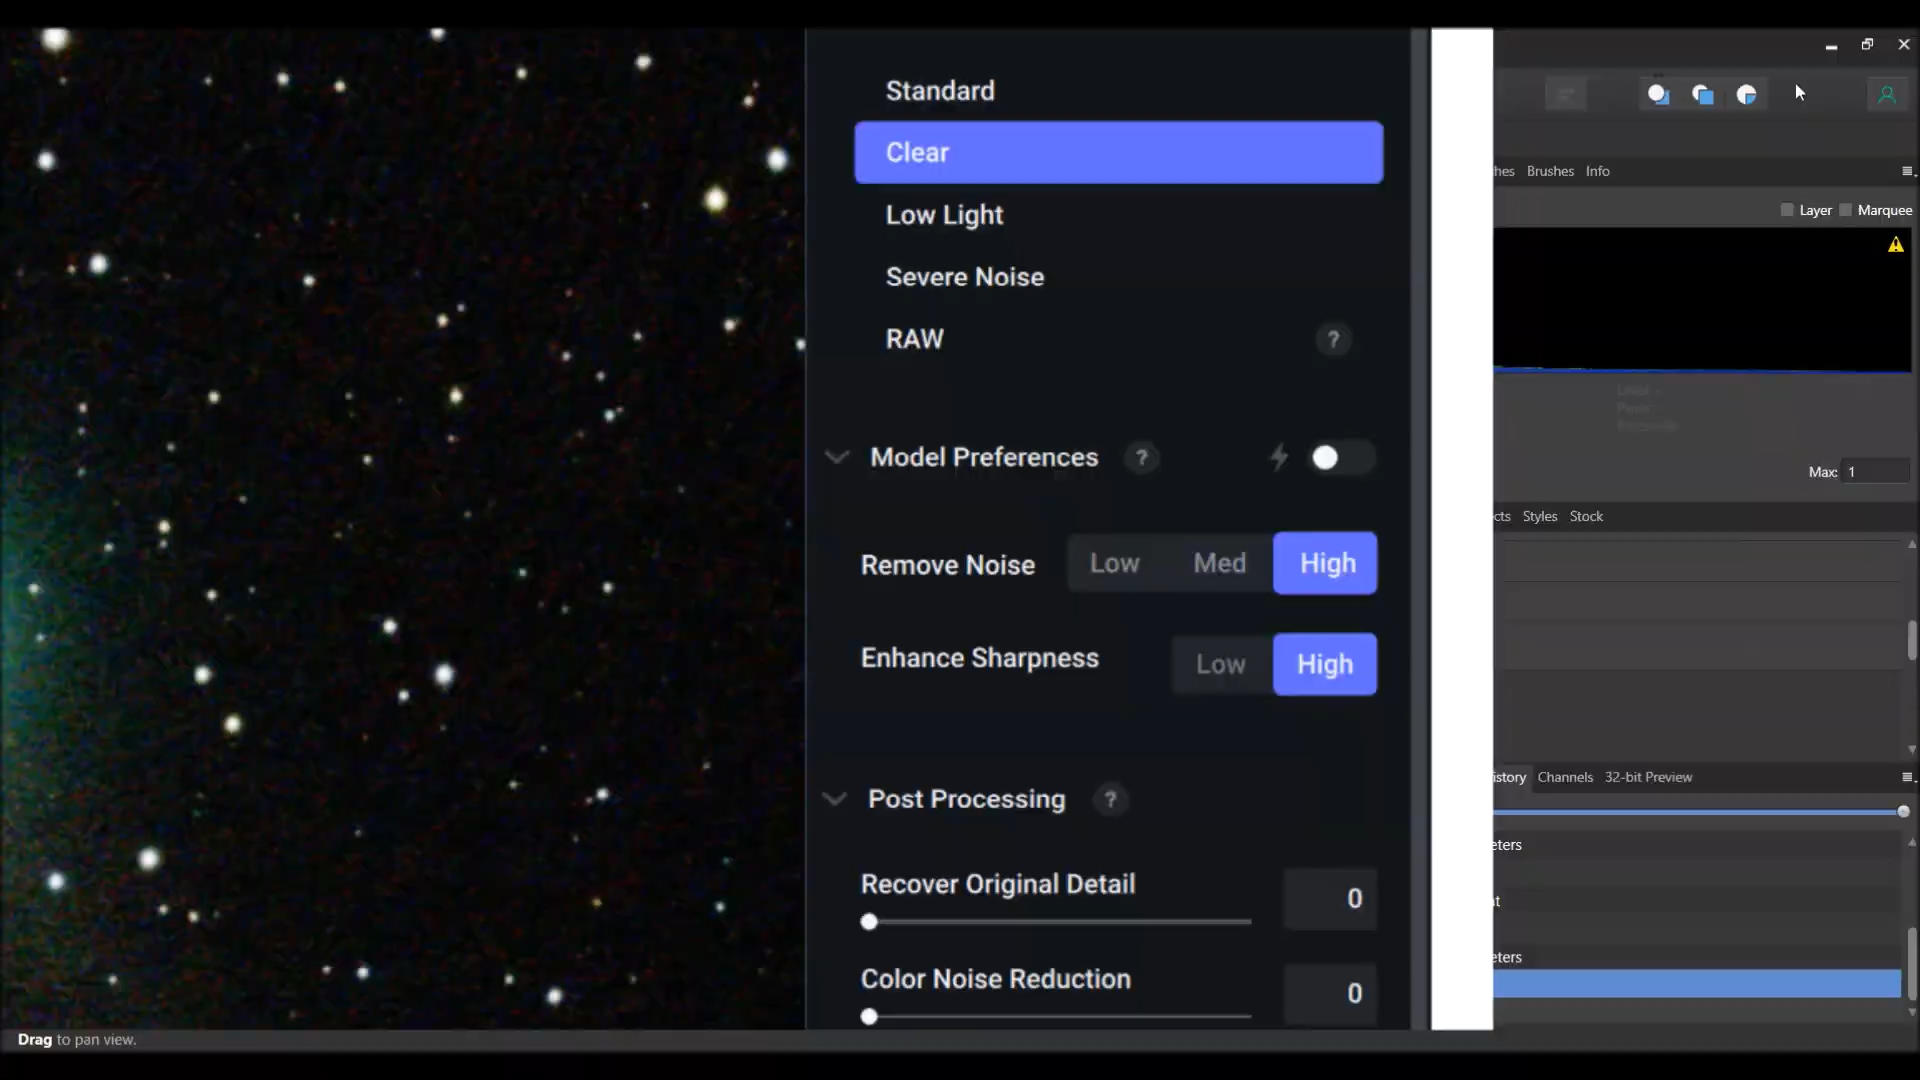 Standard
Clear
Low Light
Severe Noise
RAW
?
Model Preferences ?
Remove Noise Low Med High
Enhance Sharpness Low High
Post Processing ?
Recover Original Detail 0
Color Noise Reduction 0
hes Brushes Info
Layer Marquee
Max: 1
cts Styles Stock
istory Channels 32-bit Preview
eters
at
eters
Drag to pan view.